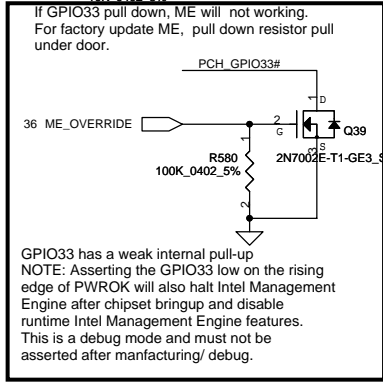 If GPIO33 pull down, ME will not working.
For factory update ME, pull down resistor pull
under door.
PCH_GPIO33#
1
D
36 ME_OVERRIDE
2
G
Q39
3
S
1
R580
2N7002E-T1-GE3_S
100K_0402_5%
2
GPIO33 has a weak internal pull-up
NOTE: Asserting the GPIO33 low on the rising
edge of PWROK will also halt Intel Management
Engine after chipset bringup and disable
runtime Intel Management Engine features.
This is a debug mode and must not be
asserted after manfacturing/ debug.